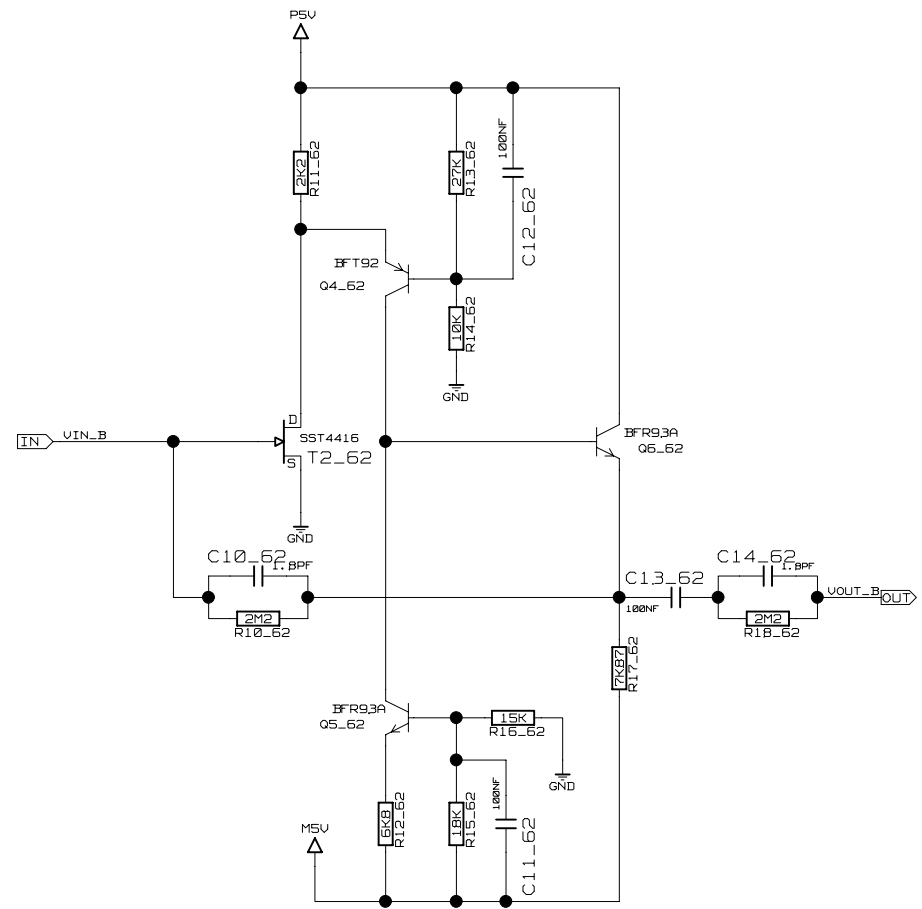 P5V
2K2
R11_62
27K
R13_62
100NF
C12_62
BFT92
Q4_62
10K
R14_62
GND
IN
VIN_B
D
SST4416
S
T2_62
GND
BFR93A
Q6_62
C10_62
1.8PF
2M2
R10_62
C13_62
100NF
C14_62
1.8PF
2M2
R18_62
VOUT_B
OUT
7K87
R17_62
BFR93A
Q5_62
15K
R16_62
GND
M5V
6K8
R12_62
18K
R15_62
100NF
C11_62